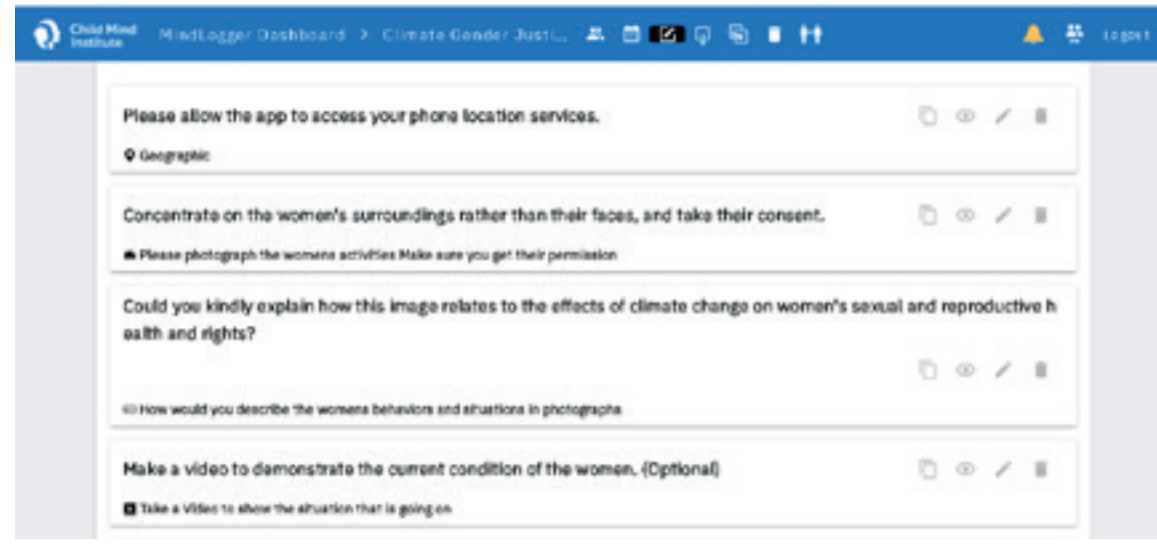 Child Mind
Institute
MindLogger Dashboard > Climate Gender Justi...
Logout
Please allow the app to access your phone location services.
Geographic
Concentrate on the women's surroundings rather than their faces, and take their consent.
Please photograph the womens activities Make sure you get their permission
Could you kindly explain how this image relates to the effects of climate change on women's sexual and reproductive h
ealth and rights?
How would you describe the womens behaviors and situations in photographs
Make a video to demonstrate the current condition of the women. (Optional)
Take a Video to show the situation that is going on